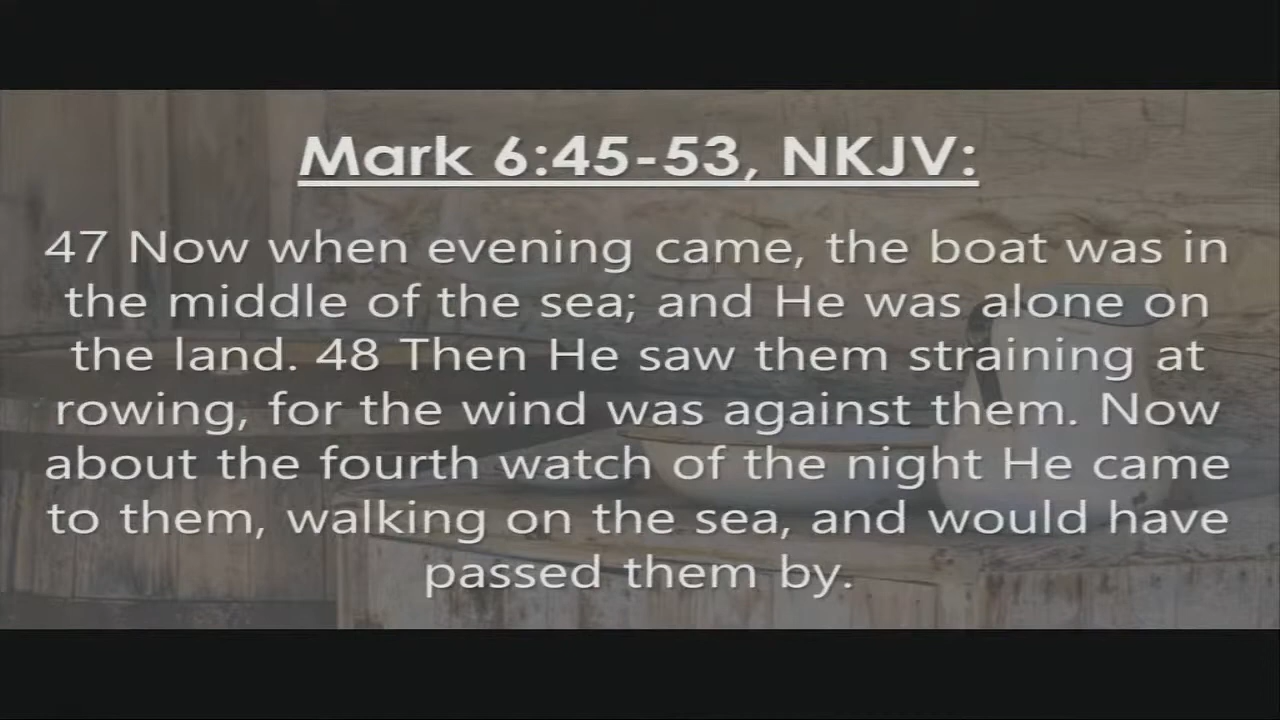 Mark 6:45-53, NKJV:
47 Now when evening came, the boat was in
the middle of the sea; and He was alone on
the land. 48 Then He saw them straining at
rowing, for the wind was against them. Now
about the fourth watch of the night He came
to them, walking on the sea, and would have
passed them by.